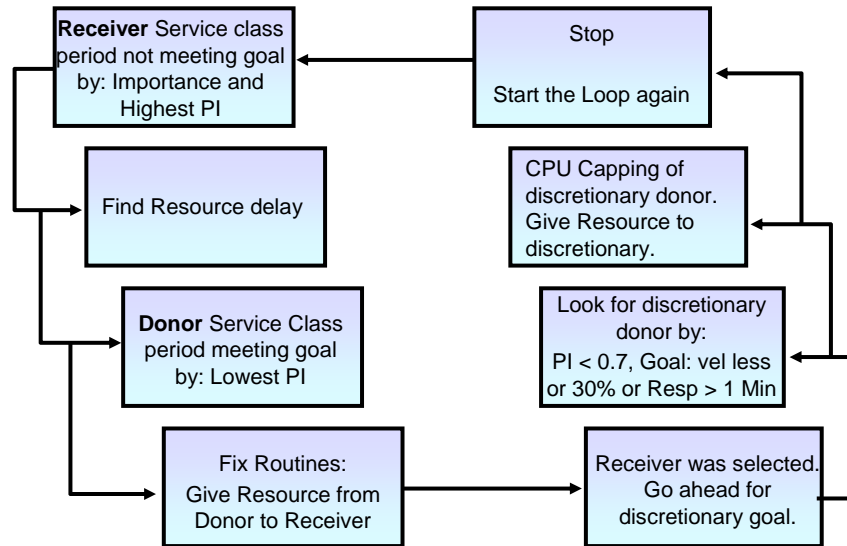 Receiver Service class
period not meeting goal
by: Importance and
Highest PI
Find Resource delay
Donor Service Class
period meeting goal
by: Lowest PI
Fix Routines:
Give Resource from
Donor to Receiver
Receiver was selected.
Go ahead for
discretionary goal.
Look for discretionary
donor by:
PI < 0.7, Goal: vel less
or 30% or Resp > 1 Min
CPU Capping of
discretionary donor.
Give Resource to
discretionary.
Stop
Start the Loop again